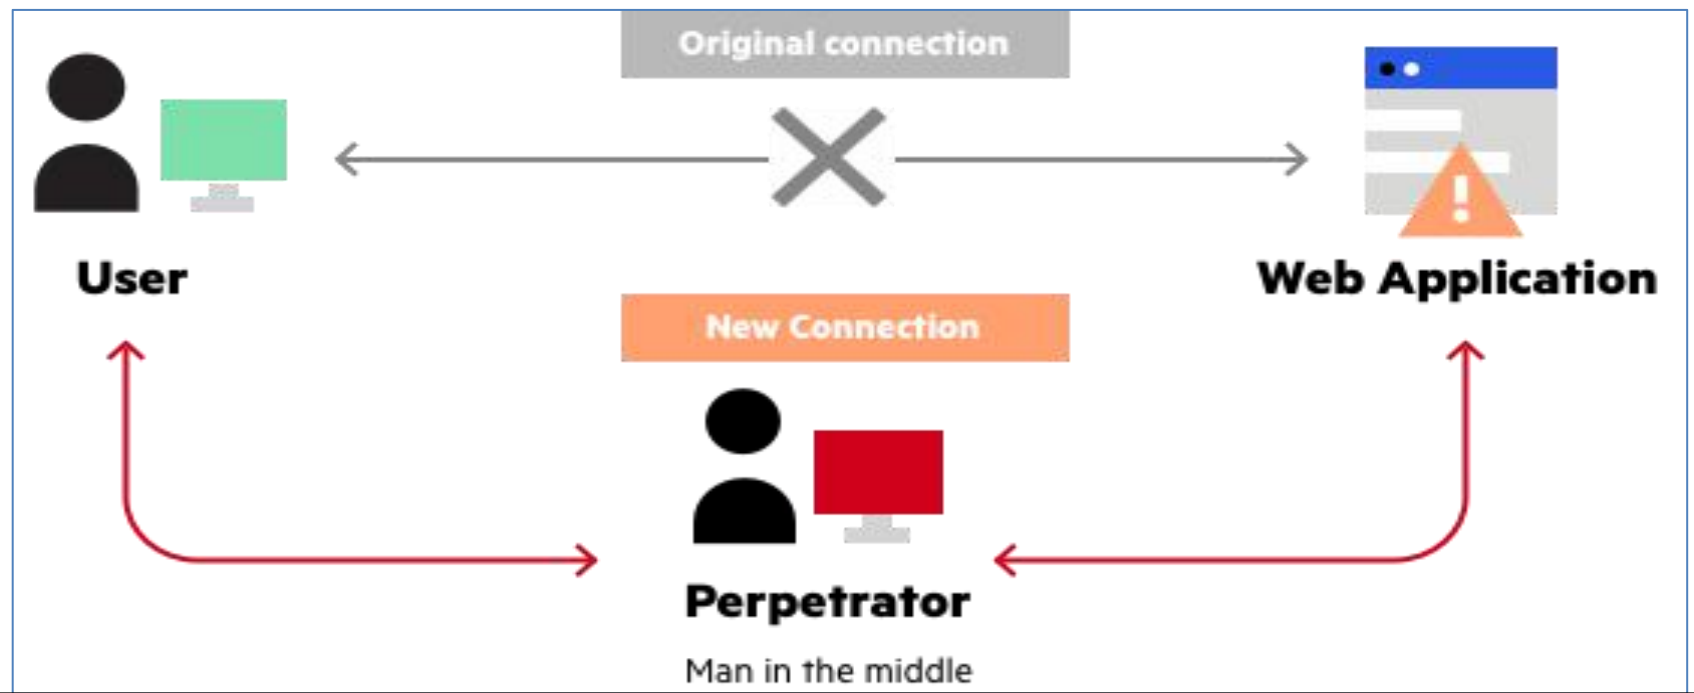 Original connection
User
Web Application
New Connection
Perpetrator
Man in the middle